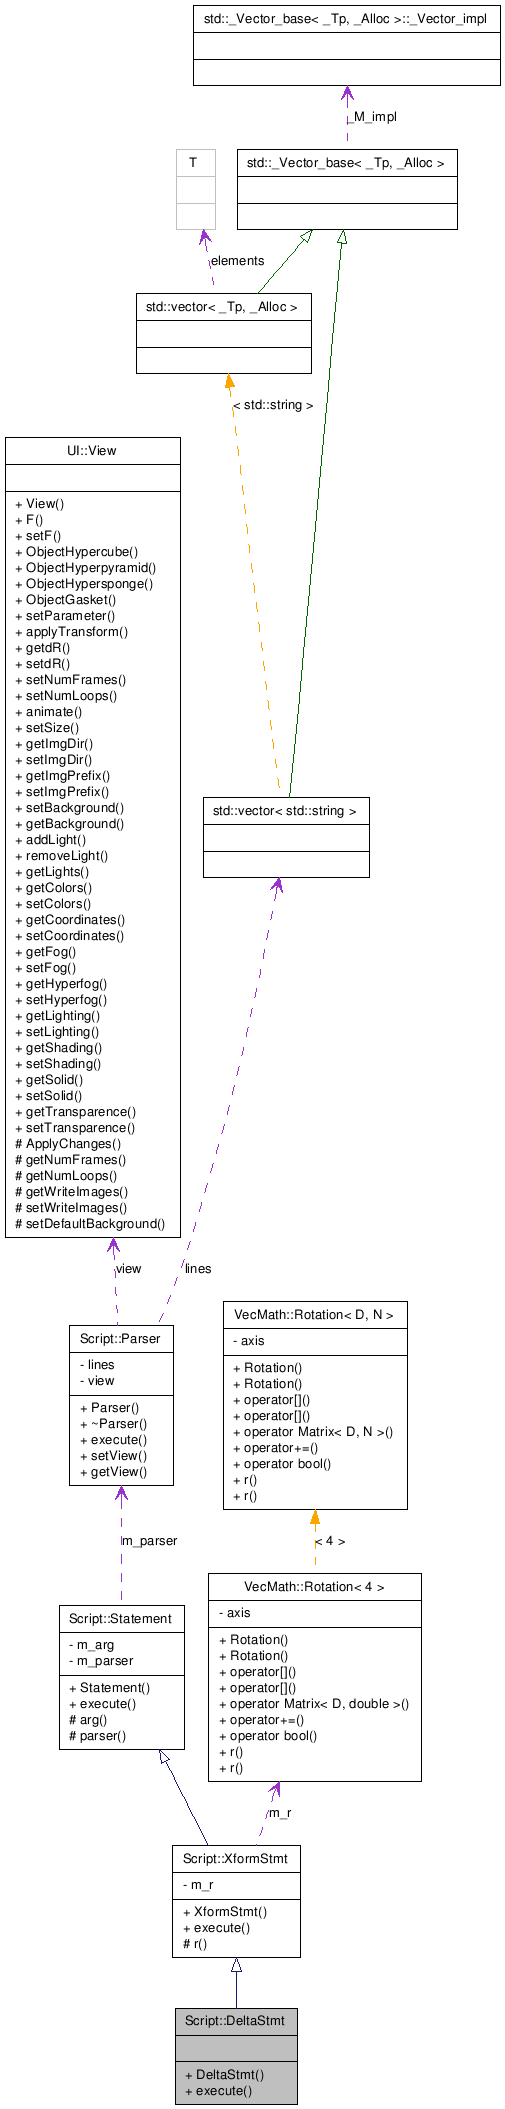 std::_Vector_base< _Tp, _Alloc >::_Vector_impl
_M_impl
T
std::_Vector_base< _Tp, _Alloc >
elements
std::vector< _Tp, _Alloc >
< std::string >
UI::View
+ View()
+ F()
+ setF()
+ ObjectHypercube()
+ ObjectHyperpyramid()
+ ObjectHypersponge()
+ ObjectGasket()
+ setParameter()
+ applyTransform()
+ getdR()
+ setdR()
+ setNumFrames()
+ setNumLoops()
+ animate()
+ setSize()
+ getImgDir()
+ setImgDir()
+ getImgPrefix()
+ setImgPrefix()
+ setBackground()
+ getBackground()
+ addLight()
+ removeLight()
+ getLights()
+ getColors()
+ setColors()
+ getCoordinates()
+ setCoordinates()
+ getFog()
+ setFog()
+ getHyperfog()
+ setHyperfog()
+ getLighting()
+ setLighting()
+ getShading()
+ setShading()
+ getSolid()
+ setSolid()
+ getTransparence()
+ setTransparence()
# ApplyChanges()
# getNumFrames()
# getNumLoops()
# getWriteImages()
# setWriteImages()
# setDefaultBackground()
std::vector< std::string >
view
lines
Script::Parser
- lines
- view
+ Parser()
+ ~Parser()
+ execute()
+ setView()
+ getView()
VecMath::Rotation< D, N >
- axis
+ Rotation()
+ Rotation()
+ operator[]()
+ operator[]()
+ operator Matrix< D, N >()
+ operator+=()
+ operator bool()
+ r()
+ r()
m_parser
< 4 >
Script::Statement
- m_arg
- m_parser
+ Statement()
+ execute()
# arg()
# parser()
VecMath::Rotation< 4 >
- axis
+ Rotation()
+ Rotation()
+ operator[]()
+ operator[]()
+ operator Matrix< D, double >()
+ operator+=()
+ operator bool()
+ r()
+ r()
m_r
Script::XformStmt
- m_r
+ XformStmt()
+ execute()
# r()
Script::DeltaStmt
+ DeltaStmt()
+ execute()